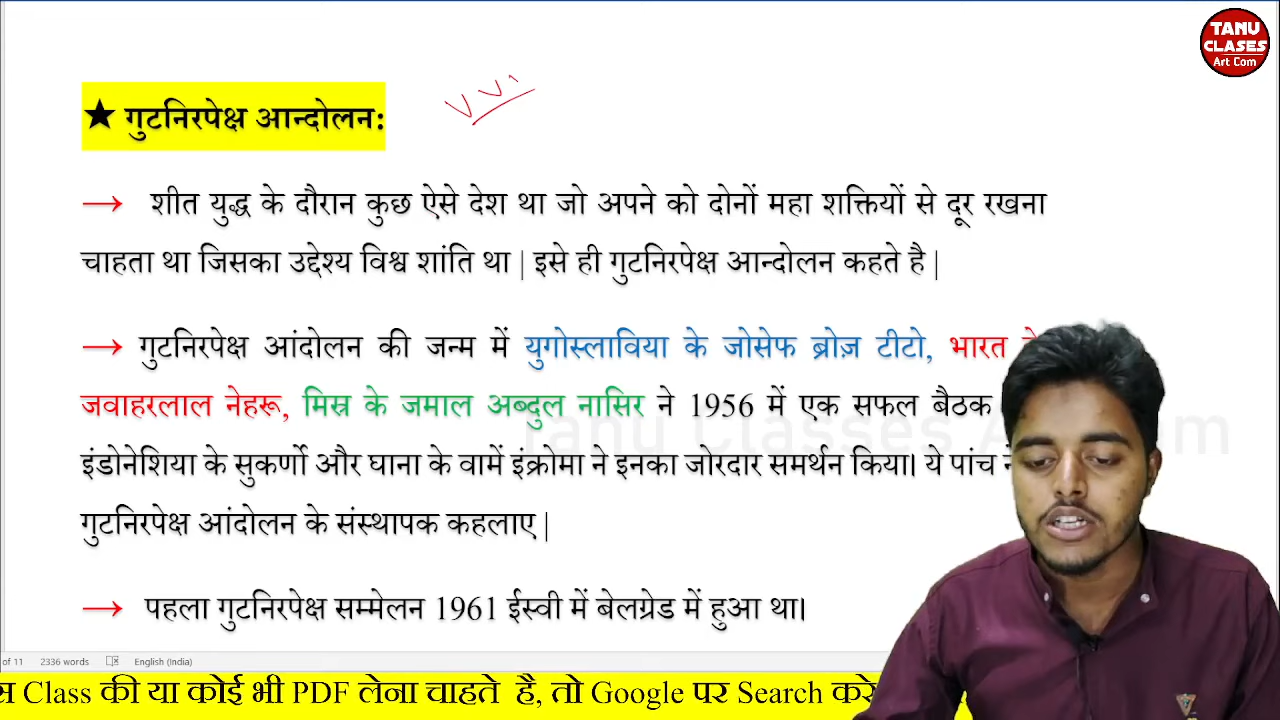 TANU
CLASES
Art Com
V V I
★ गुटनिरपेक्ष आन्दोलन:
→ शीत युद्ध के दौरान कुछ ऐसे देश था जो अपने को दोनों महा शक्तियों से दूर रखना
चाहता था जिसका उद्देश्य विश्व शांति था | इसे ही गुटनिरपेक्ष आन्दोलन कहते है |
→ गुटनिरपेक्ष आंदोलन की जन्म में युगोस्लाविया के जोसेफ ब्रोज़ टीटो, भारत
जवाहरलाल नेहरू, मिस्र के जमाल अब्दुल नासिर ने 1956 में एक सफल बैठक
इंडोनेशिया के सुकर्णो और घाना के वामें इंक्रोमा ने इनका जोरदार समर्थन किया। ये पांच
गुटनिरपेक्ष आंदोलन के संस्थापक कहलाए |
→ पहला गुटनिरपेक्ष सम्मेलन 1961 ईस्वी में बेलग्रेड में हुआ था।
of 11 2336 words English (India)
Class की या कोई भी PDF लेना चाहते है, तो Google पर Search करे